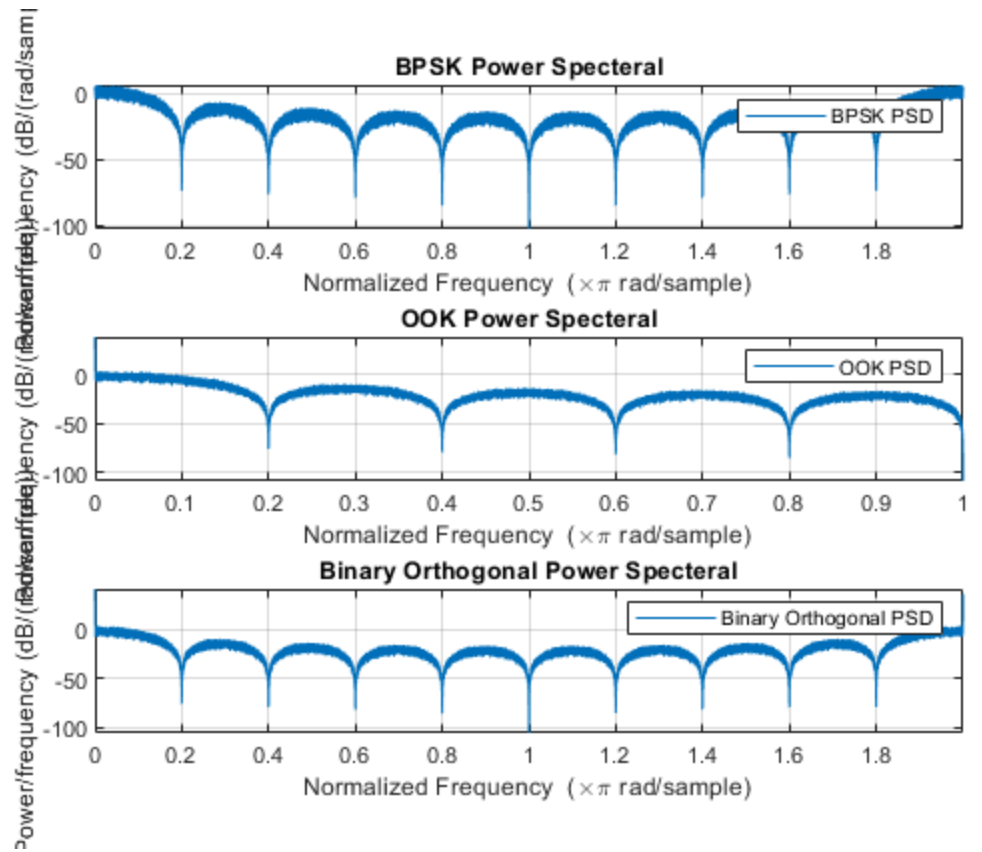 BPSK Power Specteral
0
-50
-100
BPSK PSD
0 0.2 0.4 0.6 0.8 1 1.2 1.4 1.6 1.8
Normalized Frequency (×π rad/sample)
OOK Power Specteral
0
-50
-100
OOK PSD
0 0.1 0.2 0.3 0.4 0.5 0.6 0.7 0.8 0.9 1
Normalized Frequency (×π rad/sample)
Binary Orthogonal Power Specteral
0
-50
-100
Binary Orthogonal PSD
0 0.2 0.4 0.6 0.8 1 1.2 1.4 1.6 1.8
Normalized Frequency (×π rad/sample)
Power/frequency (dB/(